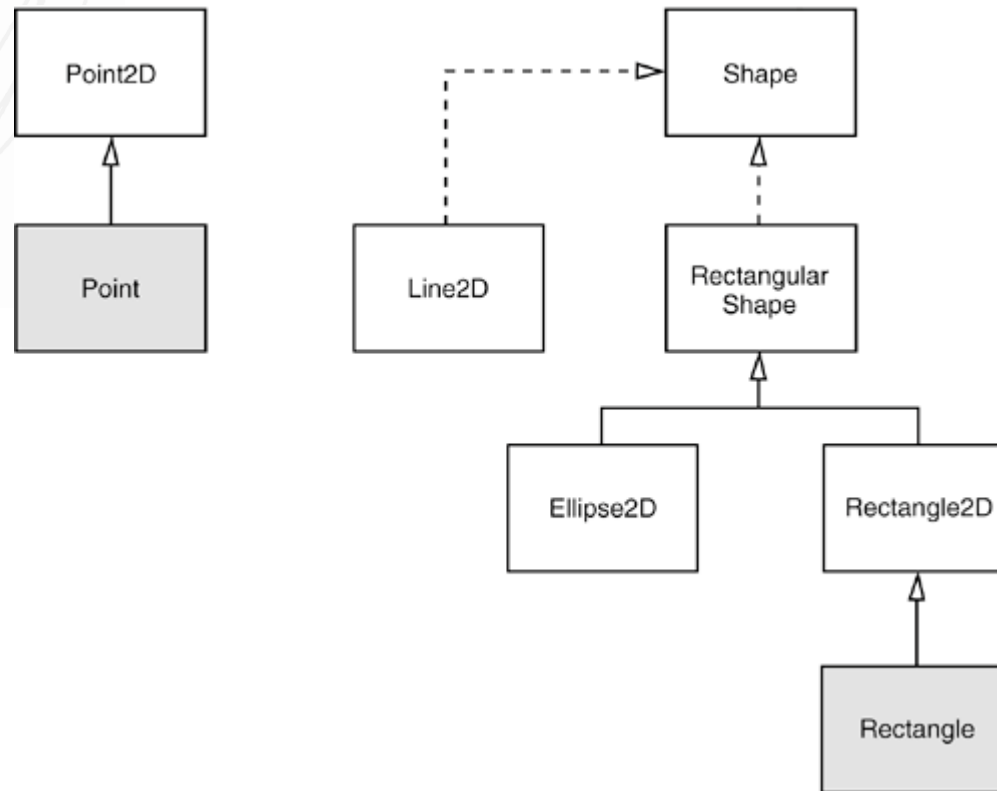 Point2D
Shape
Point
Line2D
Rectangular
Shape
Ellipse2D
Rectangle2D
Rectangle